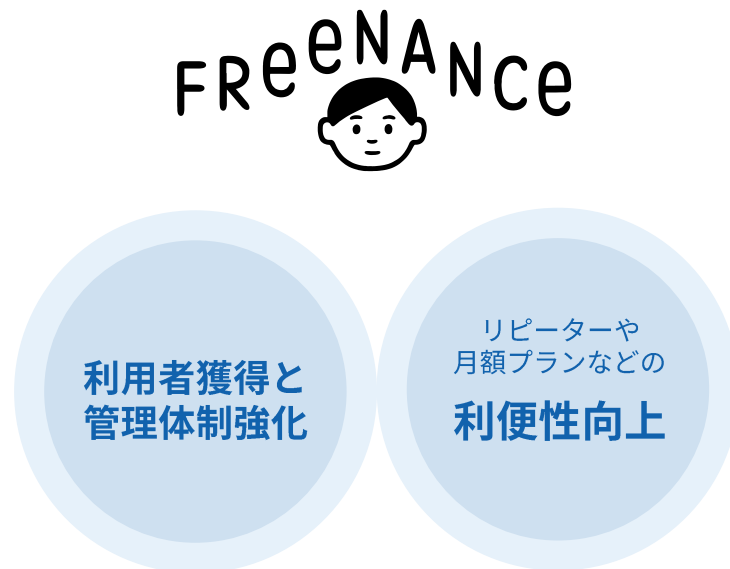 FReeNANce
利用者獲得と
管理体制強化
リピーターや
月額プランなどの
利便性向上